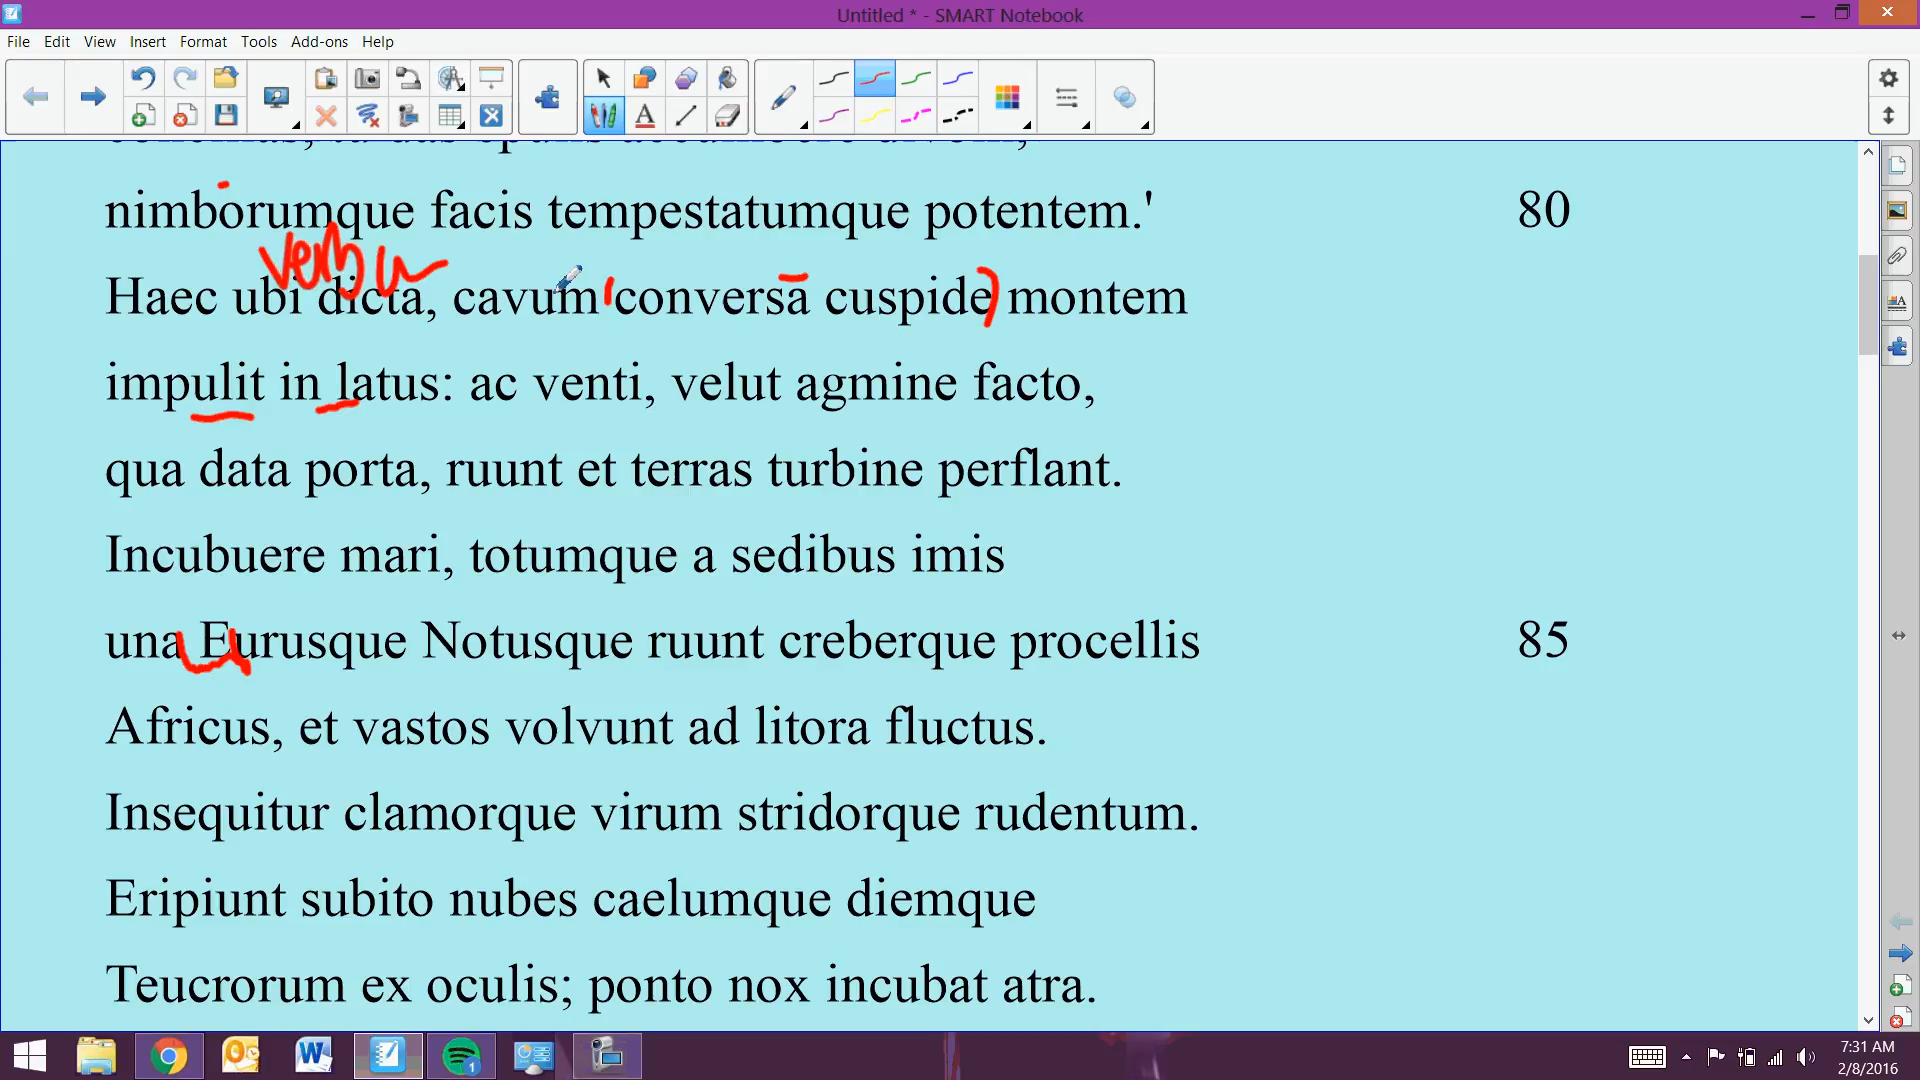 Untitled * - SMART Notebook
File Edit View Insert Format Tools Add-ons Help
nimborumque facis tempestatumque potentem.' 80
verba
Haec ubi dicta, cavum conversā cuspide) montem
impulit in latus: ac venti, velut agmine facto,
qua data porta, ruunt et terras turbine perflant.
Incubuere mari, totumque a sedibus imis
una Eurusque Notusque ruunt creberque procellis 85
Africus, et vastos volvunt ad litora fluctus.
Insequitur clamorque virum stridorque rudentum.
Eripiunt subito nubes caelumque diemque
Teucrorum ex oculis; ponto nox incubat atra.
7:31 AM
2/8/2016